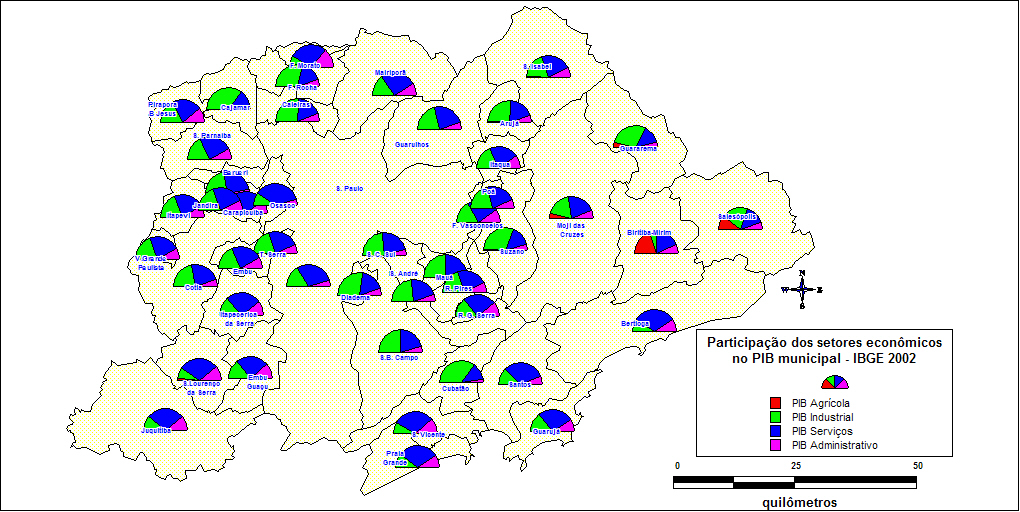 F. Morato
Mairiporã
S. Isabel
F. Rocha
Pirapora
B Jesus
Cajamar
Caieiras
Arujá
S. Parnaíba
Guarulhos
Guararema
Itaqua
Barueri
S. Paulo
Poá
Jandira
Osasco
Itapevi
Carapicuiba
Salesópolis
F. Vasconcelos
Moji das
Cruzes
Biritiba-Mirim
V.Grande
Paulista
T. Serra
S. C. Sul
Suzano
Embu
S. André
Mauá
Cotia
R. Pires
Diadema
Itapecerica
da Serra
R. G. Serra
Bertioga
S.B. Campo
S.Lourenço
da Serra
Embu
Guaçu
Cubatão
Santos
Juquitiba
S. Vicente
Guarujá
Praia
Grande
N
W E
S
Participação dos setores econômicos
no PIB municipal - IBGE 2002
PIB Agrícola
PIB Industrial
PIB Serviços
PIB Administrativo
0 25 50
quilômetros